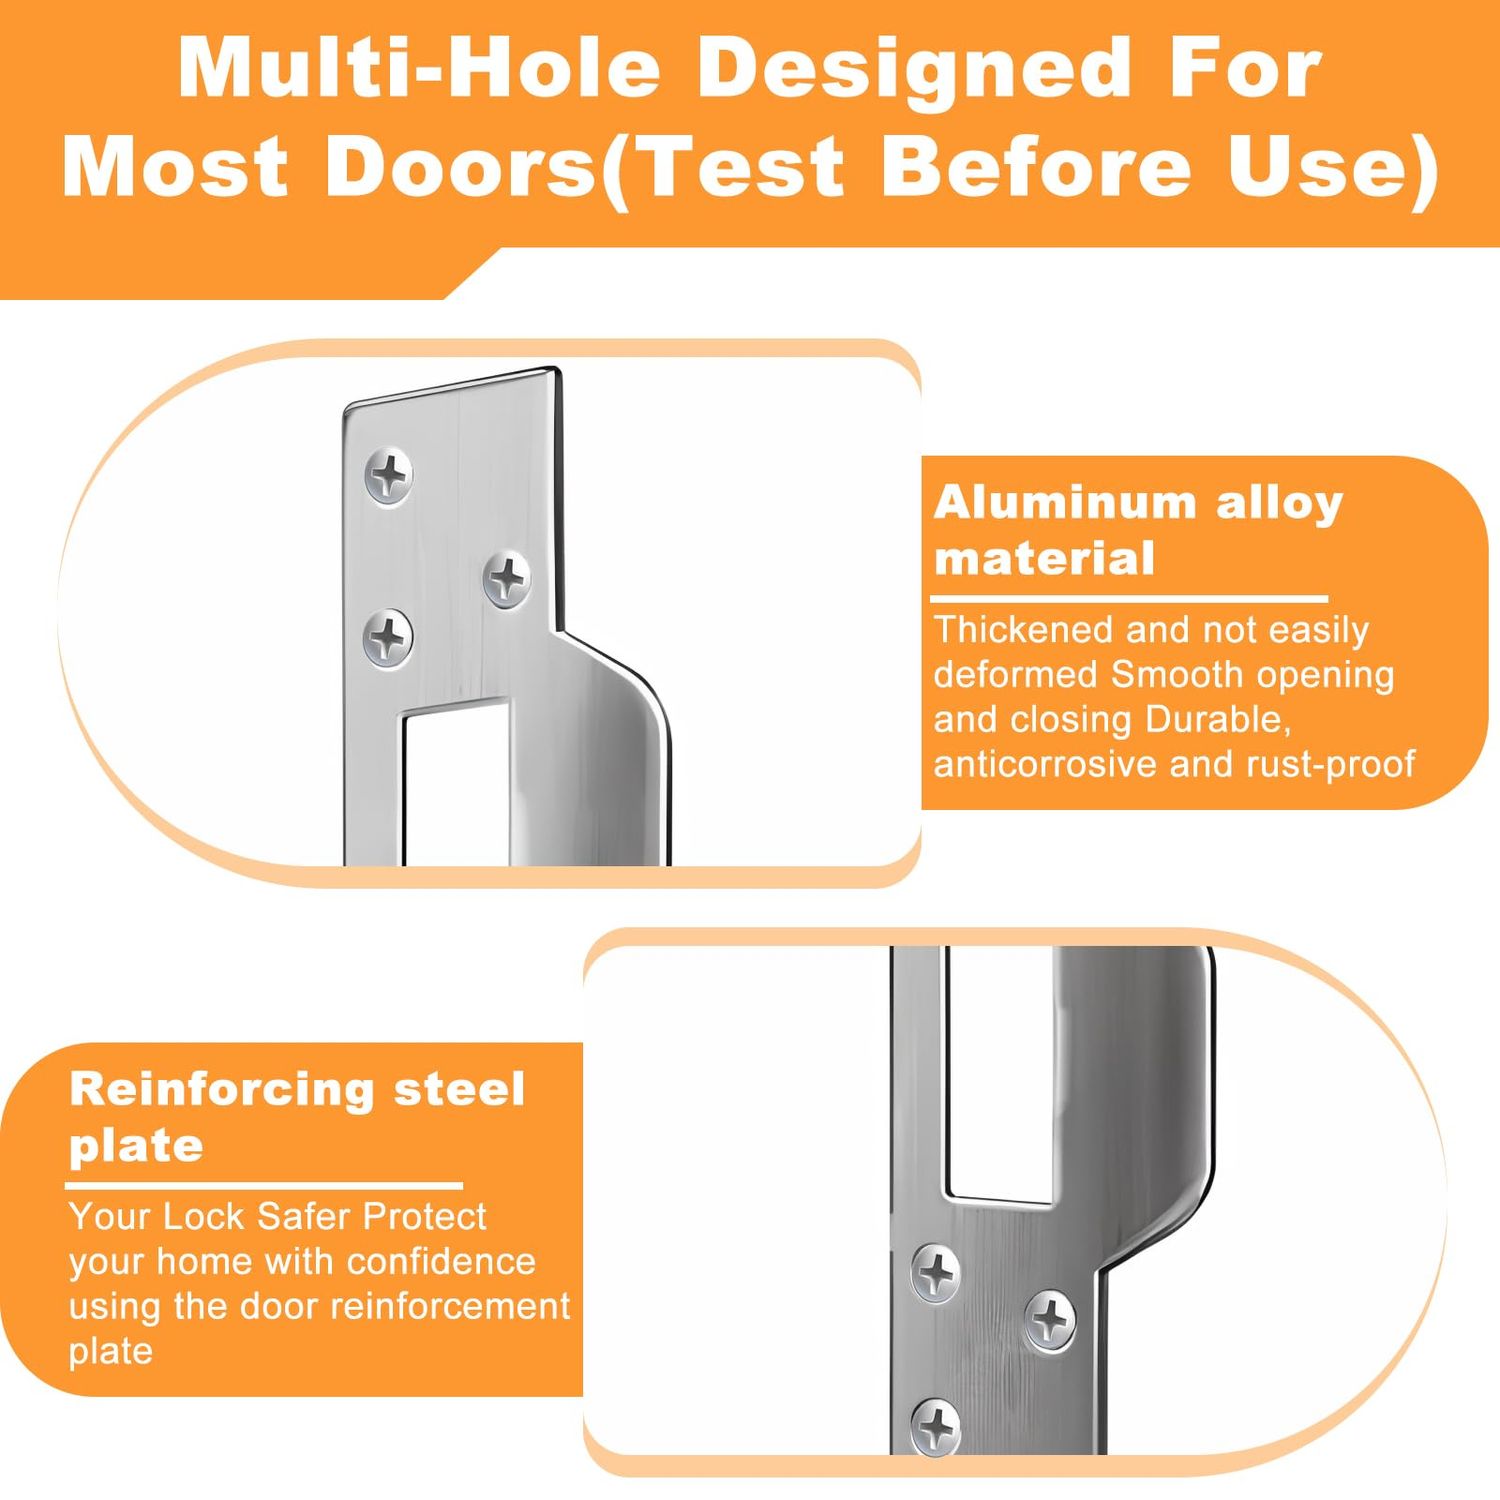 Multi-Hole Designed For
Most Doors(Test Before Use)
Aluminum alloy
material
Thickened and not easily
deformed Smooth opening
and closing Durable,
anticorrosive and rust-proof
Reinforcing steel
plate
Your Lock Safer Protect
your home with confidence
using the door reinforcement
plate